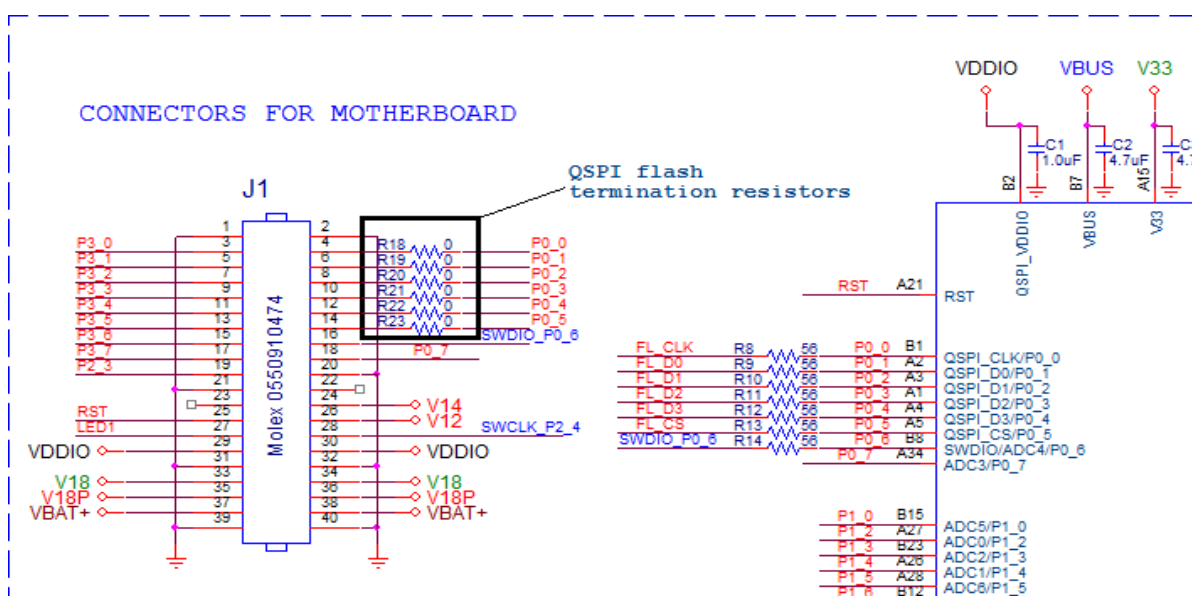 VDDIO VBUS V33
CONNECTORS FOR MOTHERBOARD
C1 C2
1.0uF 4.7uF 4.7
B2 B7 A15
QSPI flash
termination resistors
J1
QSPI_VDDIO VBUS V33
1 2
P3_0 3 4 R18 0 P0_0
P3_1 5 6 R19 0 P0_1
P3_2 7 8 R20 0 P0_2
P3_3 9 10 R21 0 P0_3
P3_4 11 12 R22 0 P0_4
P3_5 13 14 R23 0 P0_5
P3_6 15 16 SWDIO_P0_6
P3_7 17 18 P0_7
P2_3 19 20
21 22
23 24
RST 25 26 V14
LED1 27 28 V12
SWCLK_P2_4
VDDIO 29 30 VDDIO
31 32
V18 33 34 V18
V18P 35 36 V18P
VBAT+ 37 38 VBAT+
39 40
Molex 0550910474
RST A21 RST
FL_CLK R8 56 P0_0 B1 QSPI_CLK/P0_0
FL_D0 R9 56 P0_1 A2 QSPI_D0/P0_1
FL_D1 R10 56 P0_2 A3 QSPI_D1/P0_2
FL_D2 R11 56 P0_3 A1 QSPI_D2/P0_3
FL_D3 R12 56 P0_4 A4 QSPI_D3/P0_4
FL_CS R13 56 P0_5 A5 QSPI_CS/P0_5
SWDIO_P0_6 R14 56 P0_6 B8 SWDIO/ADC4/P0_6
P0_7 A34 ADC3/P0_7
P1_0 B15 ADC5/P1_0
P1_2 A27 ADC0/P1_2
P1_3 B23 ADC2/P1_3
P1_4 A26 ADC1/P1_4
P1_5 A28 ADC6/P1_5
P1_6 B12